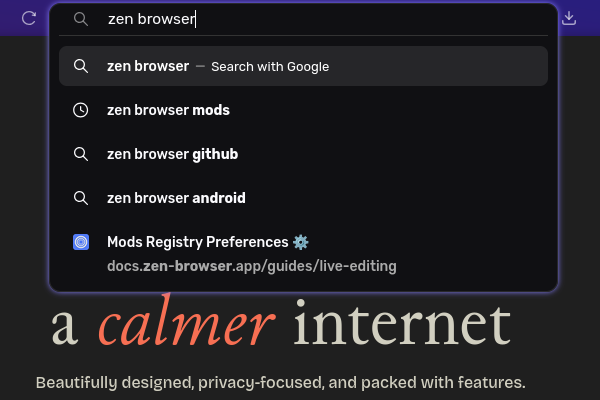 zen browser
zen browser — Search with Google
zen browser mods
zen browser github
zen browser android
Mods Registry Preferences ⚙️
docs.zen-browser.app/guides/live-editing
a calmer internet
Beautifully designed, privacy-focused, and packed with features.